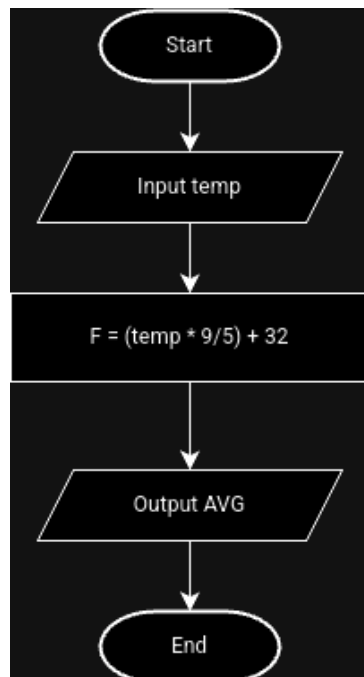 Start
Input temp
F = (temp * 9/5) + 32
Output AVG
End